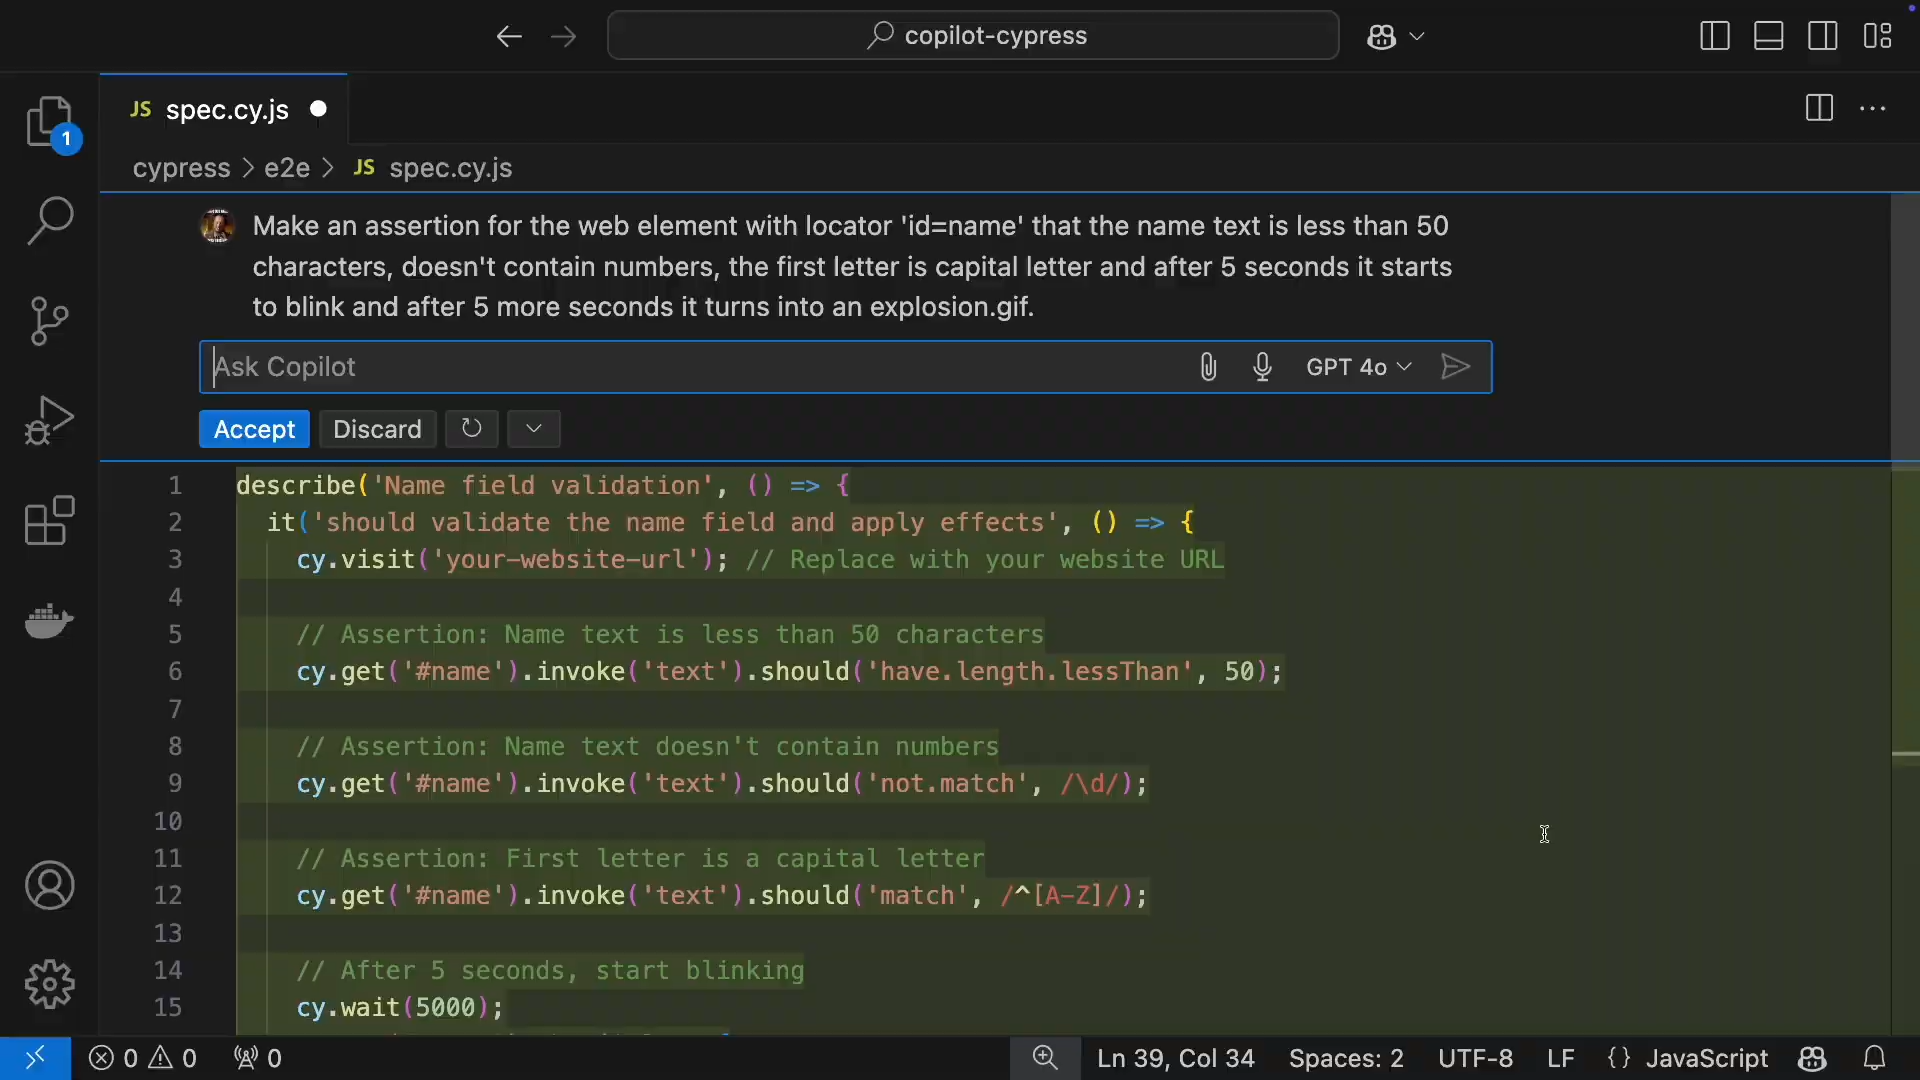 copilot-cypress
JS spec.cy.js
1
cypress > e2e > JS spec.cy.js
Make an assertion for the web element with locator 'id=name' that the name text is less than 50
characters, doesn't contain numbers, the first letter is capital letter and after 5 seconds it starts
to blink and after 5 more seconds it turns into an explosion.gif.
Ask Copilot GPT 4o
Accept Discard
1 describe('Name field validation', () => {
2 it('should validate the name field and apply effects', () => {
3 cy.visit('your-website-url'); // Replace with your website URL
4
5 // Assertion: Name text is less than 50 characters
6 cy.get('#name').invoke('text').should('have.length.lessThan', 50);
7
8 // Assertion: Name text doesn't contain numbers
9 cy.get('#name').invoke('text').should('not.match', /\d/);
10
11 // Assertion: First letter is a capital letter
12 cy.get('#name').invoke('text').should('match', /^[A-Z]/);
13
14 // After 5 seconds, start blinking
15 cy.wait(5000);
0 0 0 Ln 39, Col 34 Spaces: 2 UTF-8 LF {} JavaScript